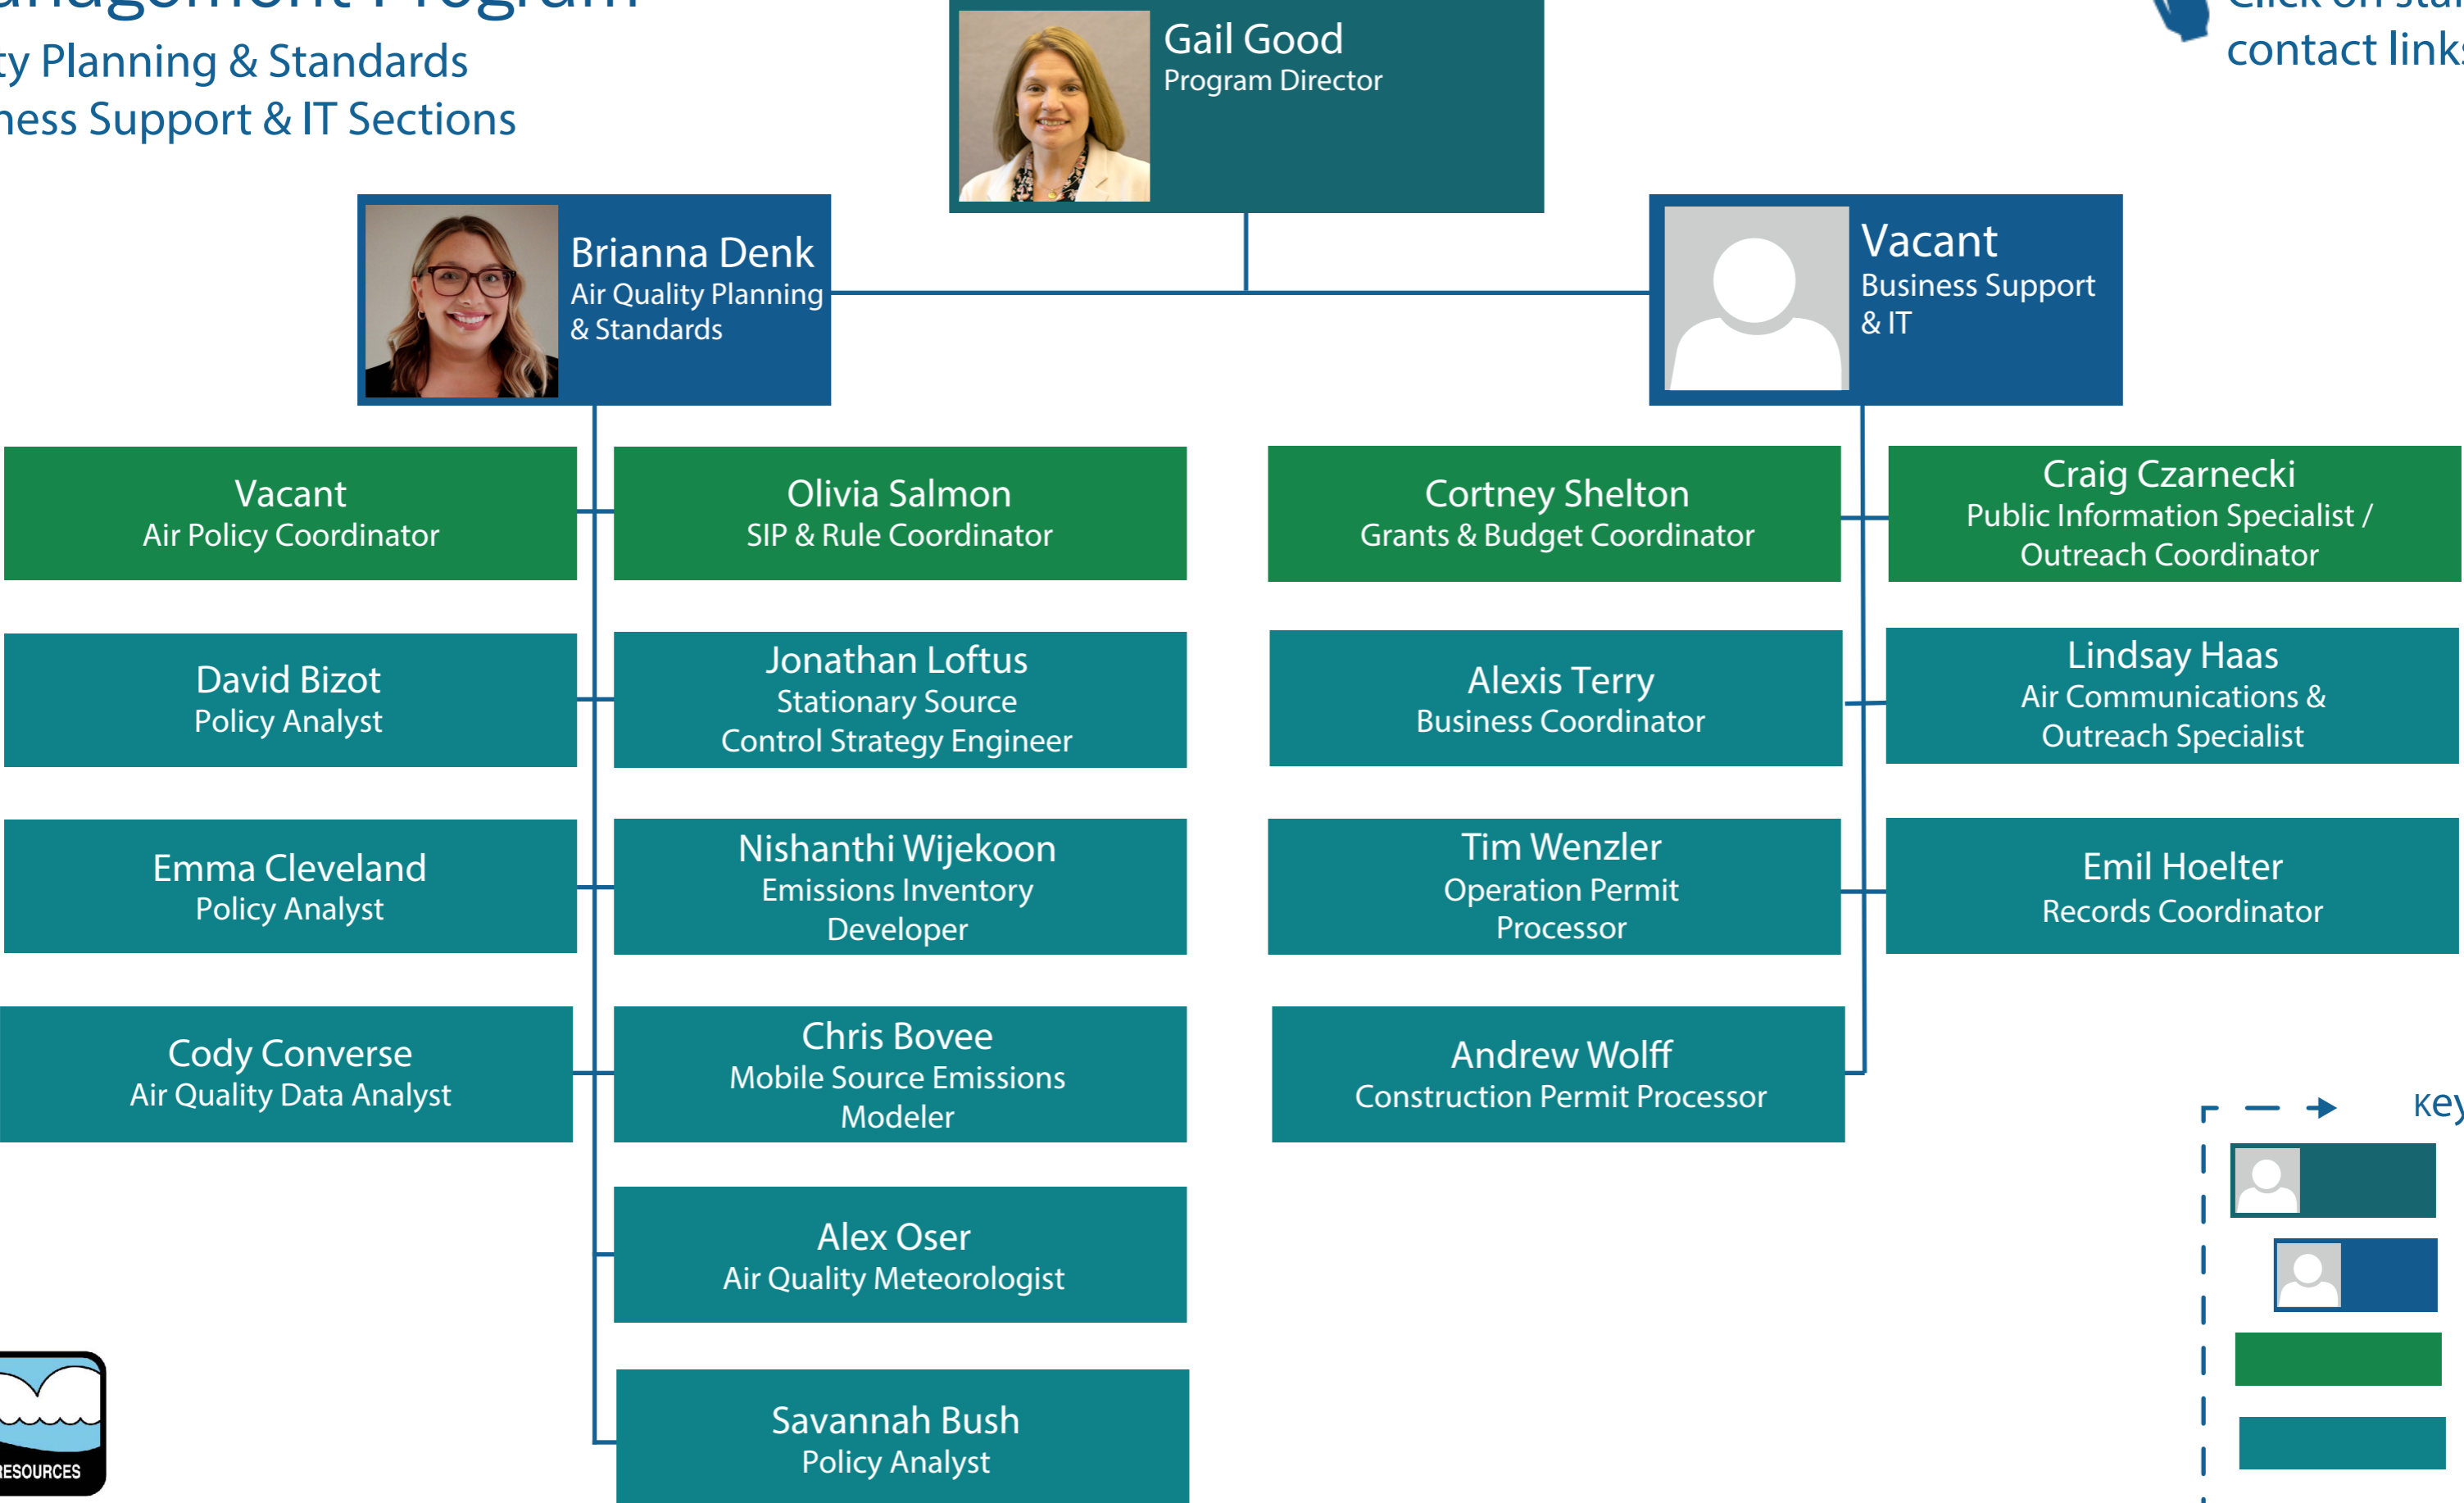 Management Program
ty Planning & Standards
ness Support & IT Sections
contact links
Gail Good
Program Director
Brianna Denk
Air Quality Planning
& Standards
Vacant
Business Support
& IT
Vacant
Air Policy Coordinator
Olivia Salmon
SIP & Rule Coordinator
Cortney Shelton
Grants & Budget Coordinator
Craig Czarnecki
Public Information Specialist /
Outreach Coordinator
David Bizot
Policy Analyst
Jonathan Loftus
Stationary Source
Control Strategy Engineer
Alexis Terry
Business Coordinator
Lindsay Haas
Air Communications &
Outreach Specialist
Emma Cleveland
Policy Analyst
Nishanthi Wijekoon
Emissions Inventory
Developer
Tim Wenzler
Operation Permit
Processor
Emil Hoelter
Records Coordinator
Cody Converse
Air Quality Data Analyst
Chris Bovee
Mobile Source Emissions
Modeler
Andrew Wolff
Construction Permit Processor
Key
Alex Oser
Air Quality Meteorologist
Savannah Bush
Policy Analyst
RESOURCES